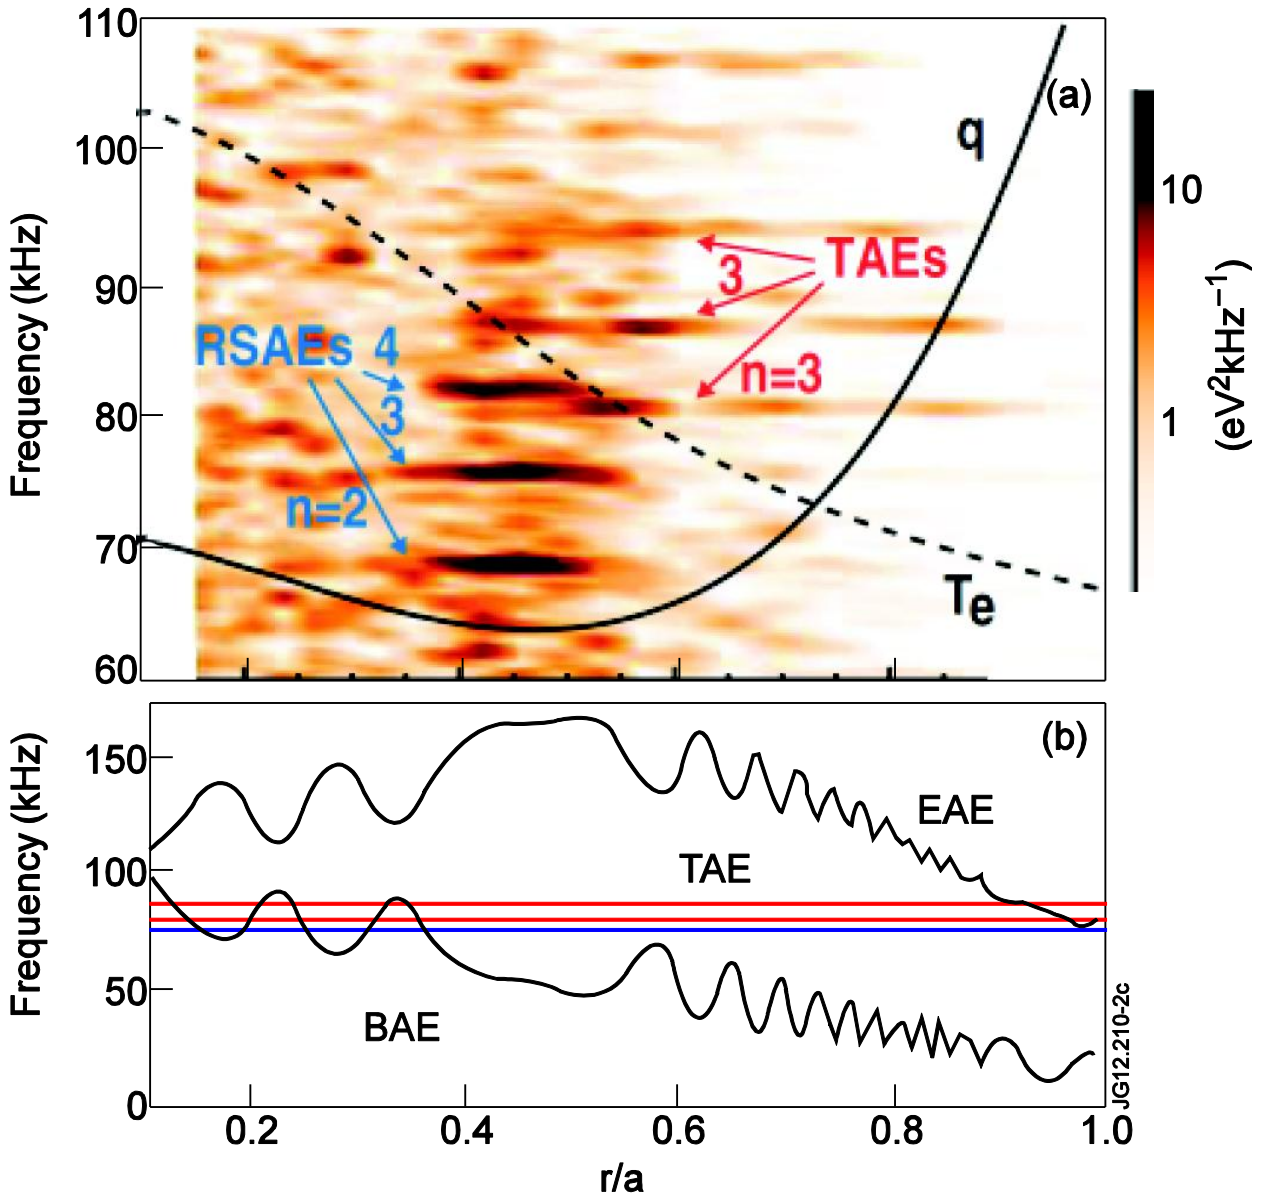 110
100
90
80
70
60
Frequency (kHz)
(a)
q
TAEs
3
n=3
RSAEs 4
3
n=2
Te
10
1
(eV²kHz⁻¹)
150
100
50
0
Frequency (kHz)
(b)
EAE
TAE
BAE
0.2 0.4 0.6 0.8 1.0
r/a
JG12.210-2c